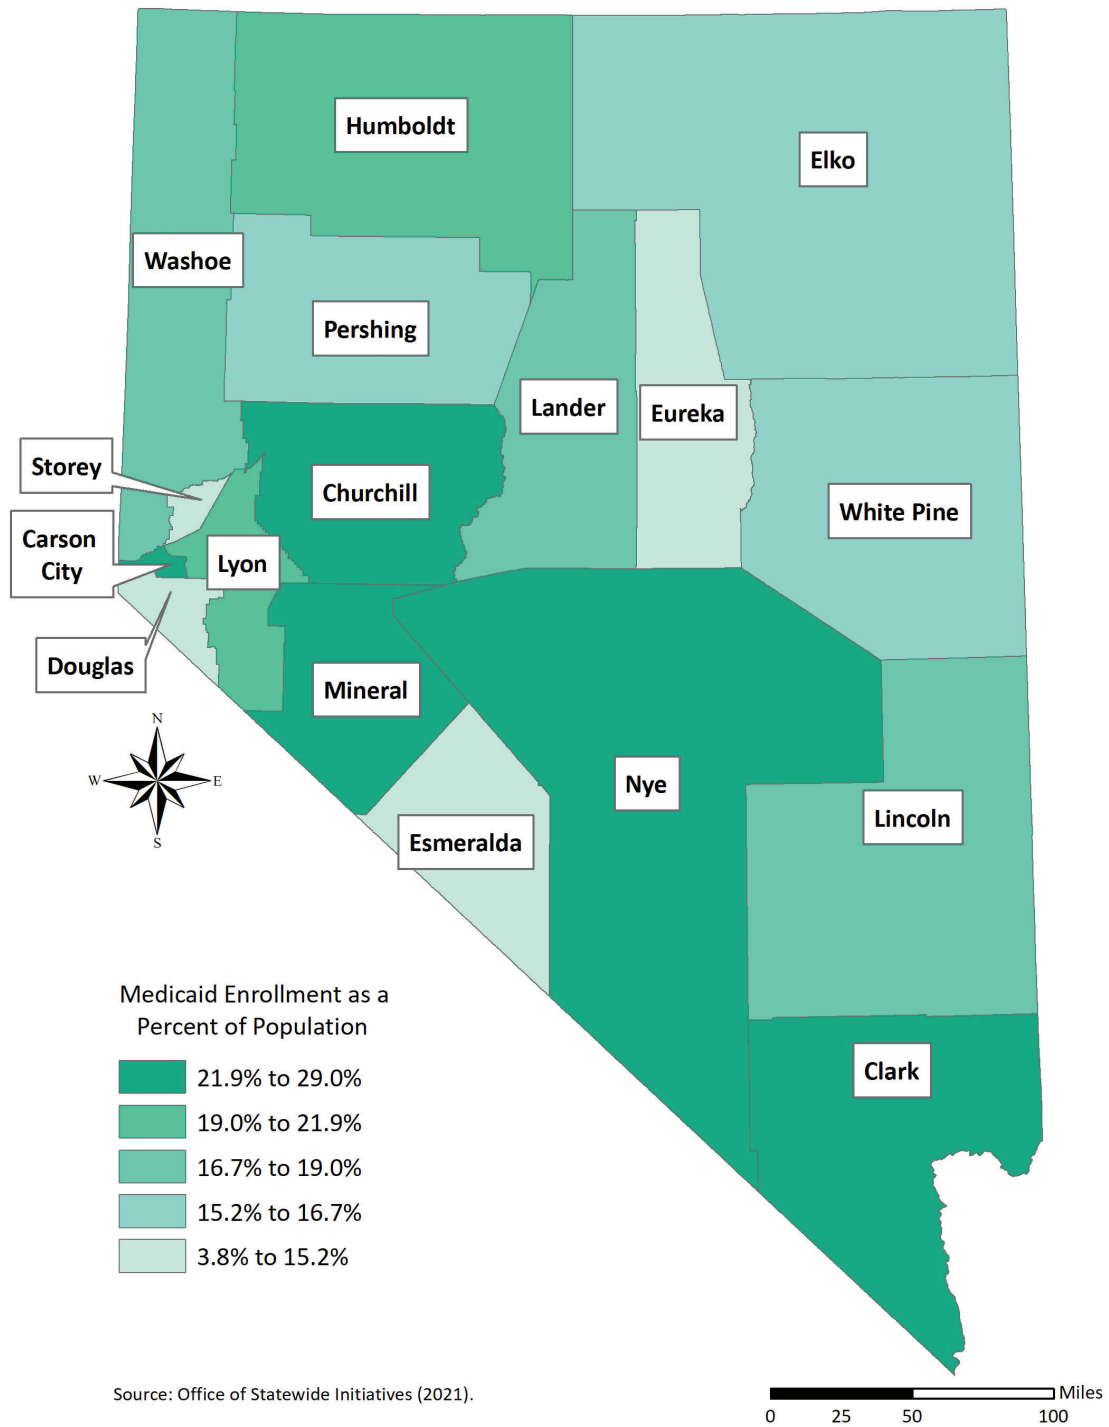 Humboldt
Elko
Washoe
Pershing
Lander
Eureka
Storey
Churchill
White Pine
Carson
City
Lyon
Douglas
Mineral
N
W
E
S
Nye
Lincoln
Esmeralda
Clark
Medicaid Enrollment as a
Percent of Population
21.9% to 29.0%
19.0% to 21.9%
16.7% to 19.0%
15.2% to 16.7%
3.8% to 15.2%
Source: Office of Statewide Initiatives (2021).
Miles
0 25 50 100